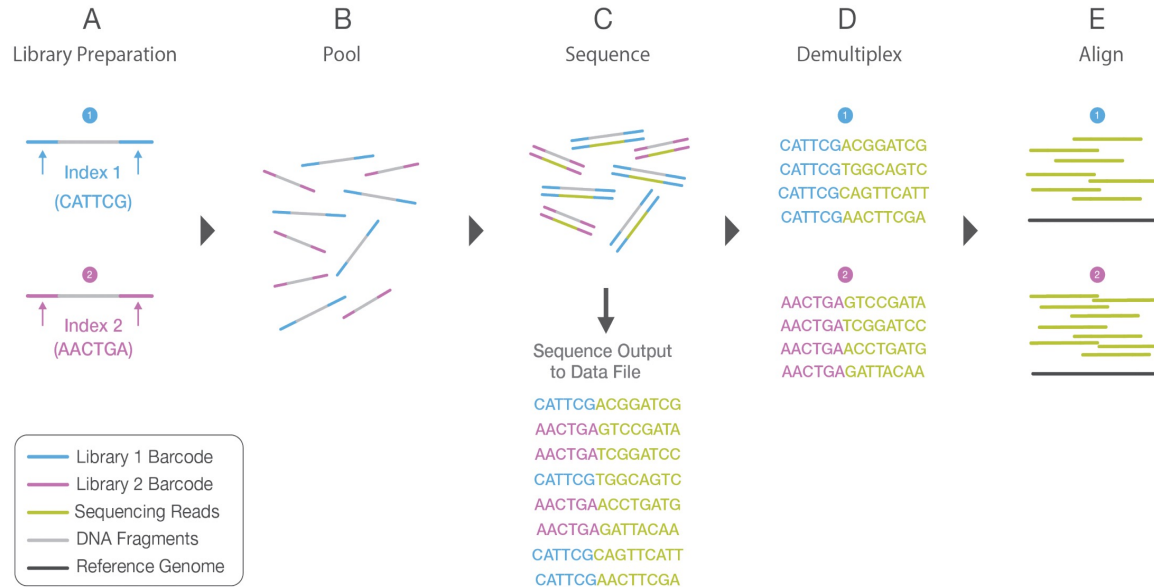 A
Library Preparation
1
Index 1
(CATTCG)
2
Index 2
(AACTGA)
B
Pool
C
Sequence
Sequence Output
to Data File
CATTCGACGGATCG
AACTGAGTCCGATA
AACTGATCGGATCC
CATTCGTGGCAGTC
AACTGAACCTGATG
AACTGAGATTACAA
CATTCGCAGTTCATT
CATTCGAACTTCGA
D
Demultiplex
1
CATTCGACGGATCG
CATTCGTGGCAGTC
CATTCGCAGTTCATT
CATTCGAACTTCGA
2
AACTGAGTCCGATA
AACTGATCGGATCC
AACTGAACCTGATG
AACTGAGATTACAA
E
Align
1
2
Library 1 Barcode
Library 2 Barcode
Sequencing Reads
DNA Fragments
Reference Genome